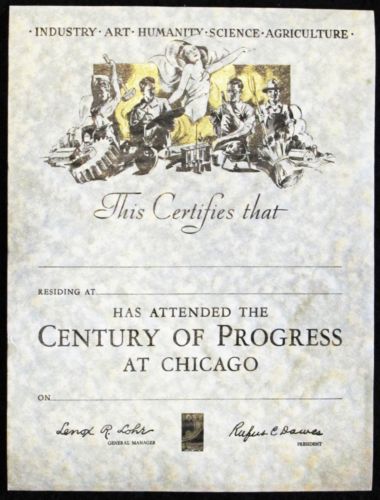 · INDUSTRY · ART · HUMANITY · SCIENCE · AGRICULTURE ·
This Certifies that
RESIDING AT
HAS ATTENDED THE
CENTURY OF PROGRESS
AT CHICAGO
ON
Lenox R. Lohr
GENERAL MANAGER
Rufus C Dawes
PRESIDENT